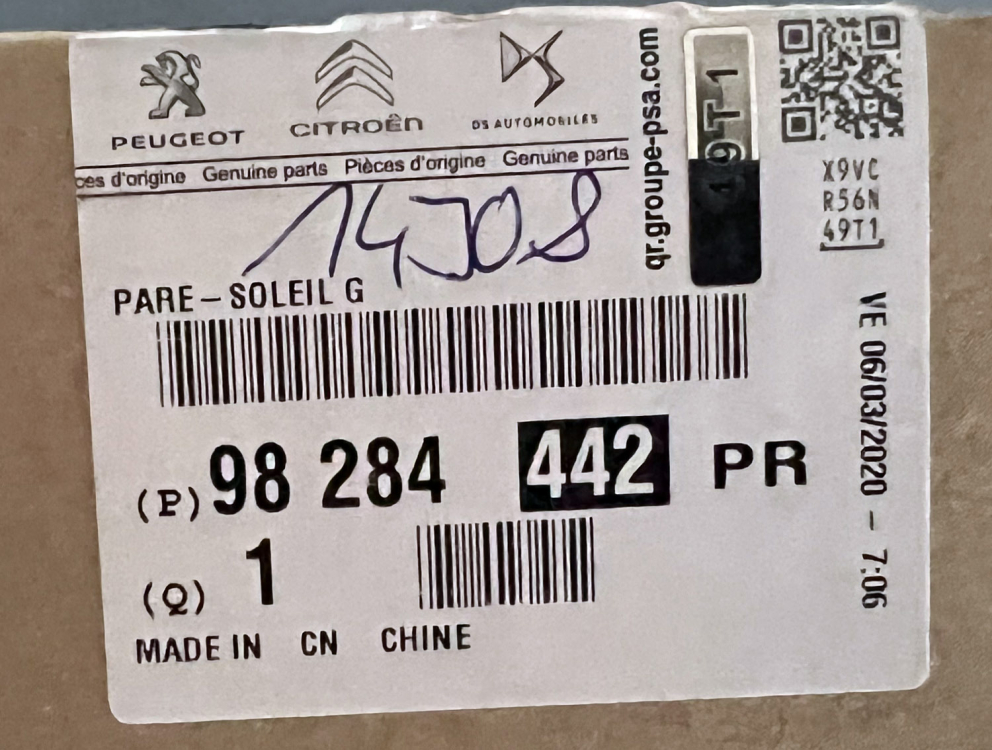 PEUGEOT CITROËN DS AUTOMOBILES
ces d'origine Genuine parts Pièces d'origine Genuine parts
qr.groupe-psa.com
49T1
X9VC
R56N
49T1
PARE-SOLEIL G
(P) 98 284 442 PR
(Q) 1
MADE IN CN CHINE
VE 06/03/2020 - 7:06